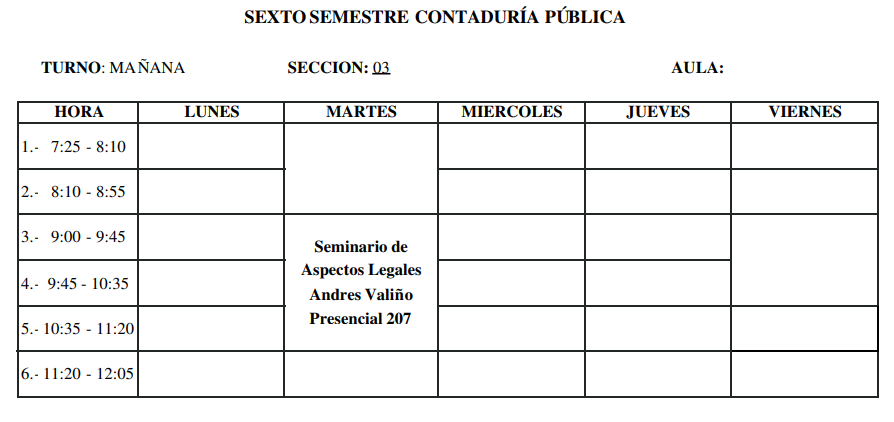 SEXTO SEMESTRE CONTADURÍA PÚBLICA
TURNO: MAÑANA SECCION: 03 AULA:
HORA LUNES MARTES MIERCOLES JUEVES VIERNES
1.- 7:25 - 8:10
2.- 8:10 - 8:55
3.- 9:00 - 9:45
4.- 9:45 - 10:35
5.- 10:35 - 11:20
6.- 11:20 - 12:05
Seminario de
Aspectos Legales
Andres Valiño
Presencial 207